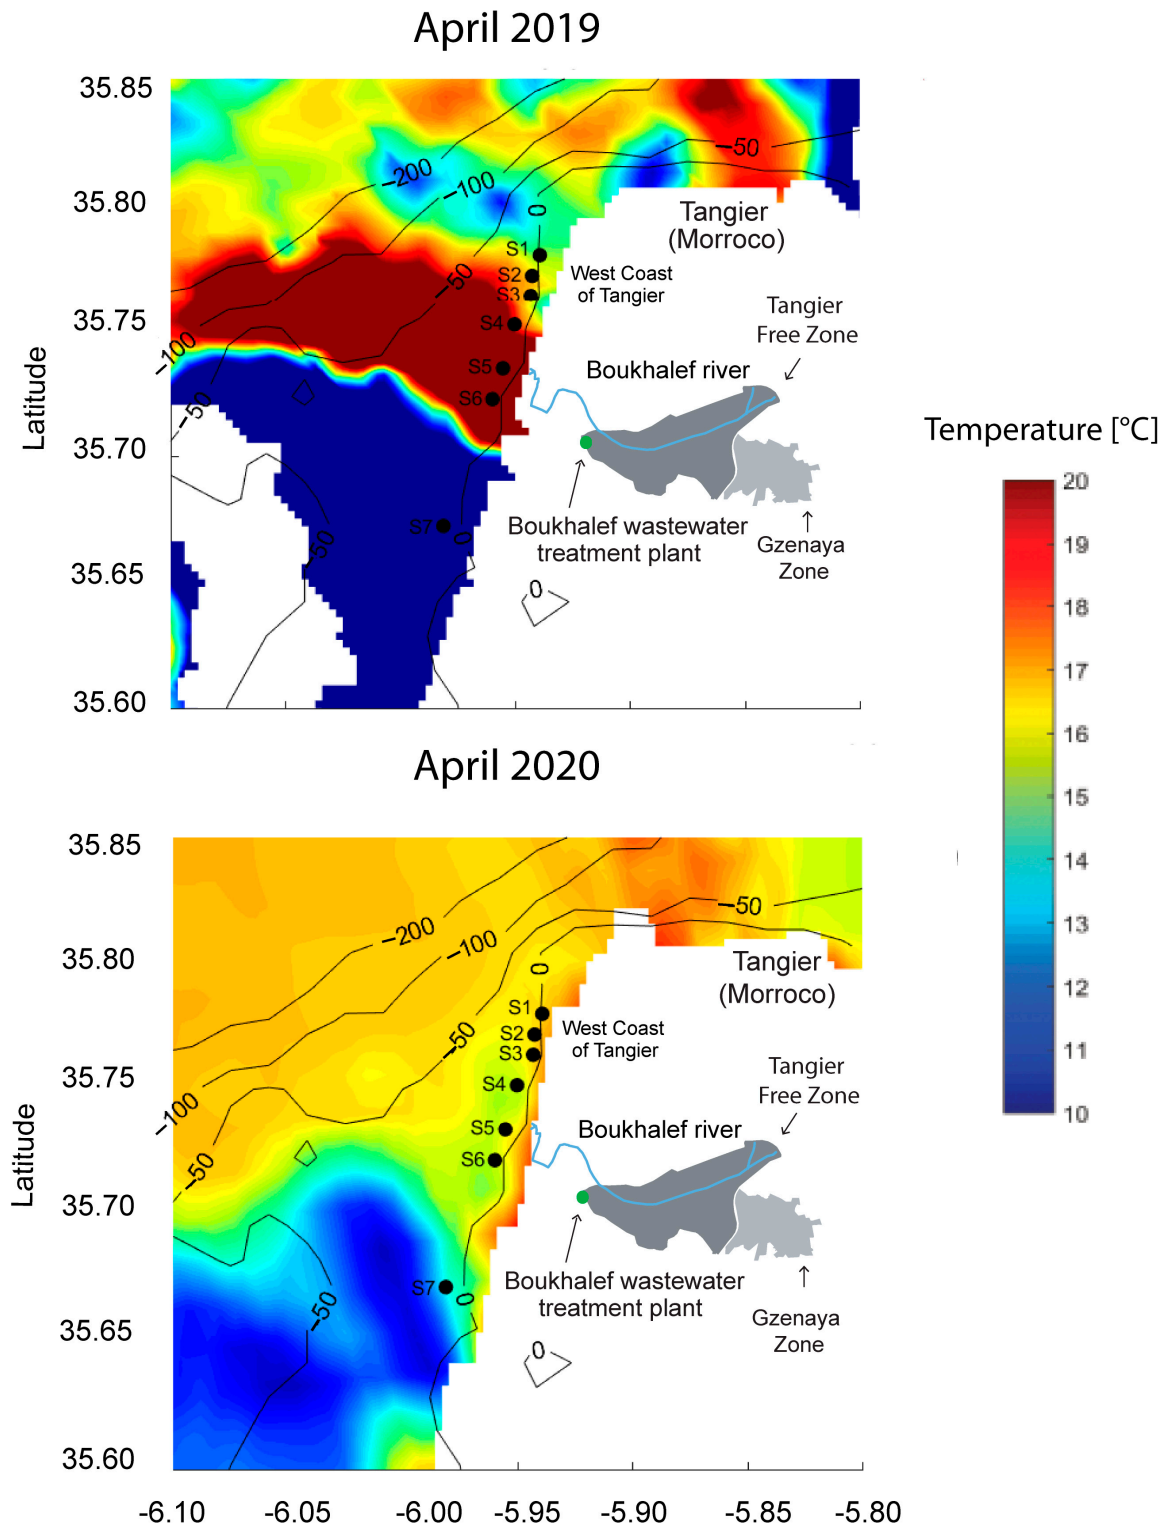 April 2019
35.85
35.80
35.75
35.70
35.65
35.60
Latitude
-200
-100
-50
0
-50
-100
-50
-50
0
0
-50
S1
S2
S3
S4
S5
S6
S7
Tangier
(Morroco)
West Coast
of Tangier
Tangier
Free Zone
Boukhalef river
Boukhalef wastewater
treatment plant
Gzenaya
Zone
Temperature [°C]
20
19
18
17
16
15
14
13
12
11
10
April 2020
35.85
35.80
35.75
35.70
35.65
35.60
Latitude
-200
-100
-50
0
-50
-100
-50
-50
0
0
S1
S2
S3
S4
S5
S6
S7
Tangier
(Morroco)
West Coast
of Tangier
Tangier
Free Zone
Boukhalef river
Boukhalef wastewater
treatment plant
Gzenaya
Zone
-6.10 -6.05 -6.00 -5.95 -5.90 -5.85 -5.80